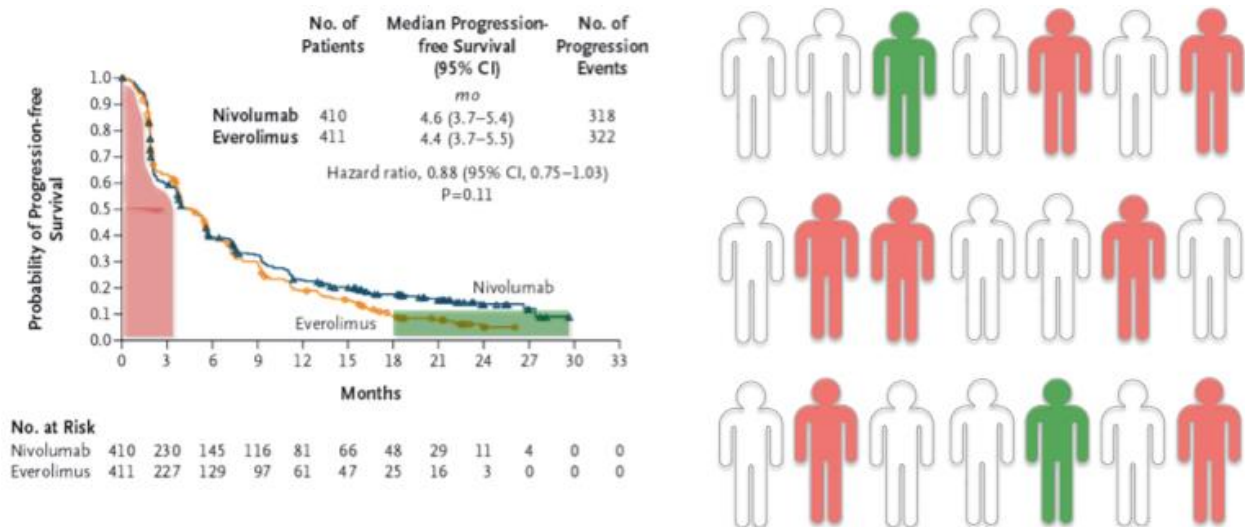 No. of Patients
Median Progression-free Survival (95% CI)
No. of Progression Events
mo
Nivolumab 410 4.6 (3.7–5.4) 318
Everolimus 411 4.4 (3.7–5.5) 322
Hazard ratio, 0.88 (95% CI, 0.75–1.03)
P=0.11
Probability of Progression-free Survival
1.0
0.9
0.8
0.7
0.6
0.5
0.4
0.3
0.2
0.1
0.0
Nivolumab
Everolimus
0 3 6 9 12 15 18 21 24 27 30 33
Months
No. at Risk
Nivolumab 410 230 145 116 81 66 48 29 11 4 0 0
Everolimus 411 227 129 97 61 47 25 16 3 0 0 0